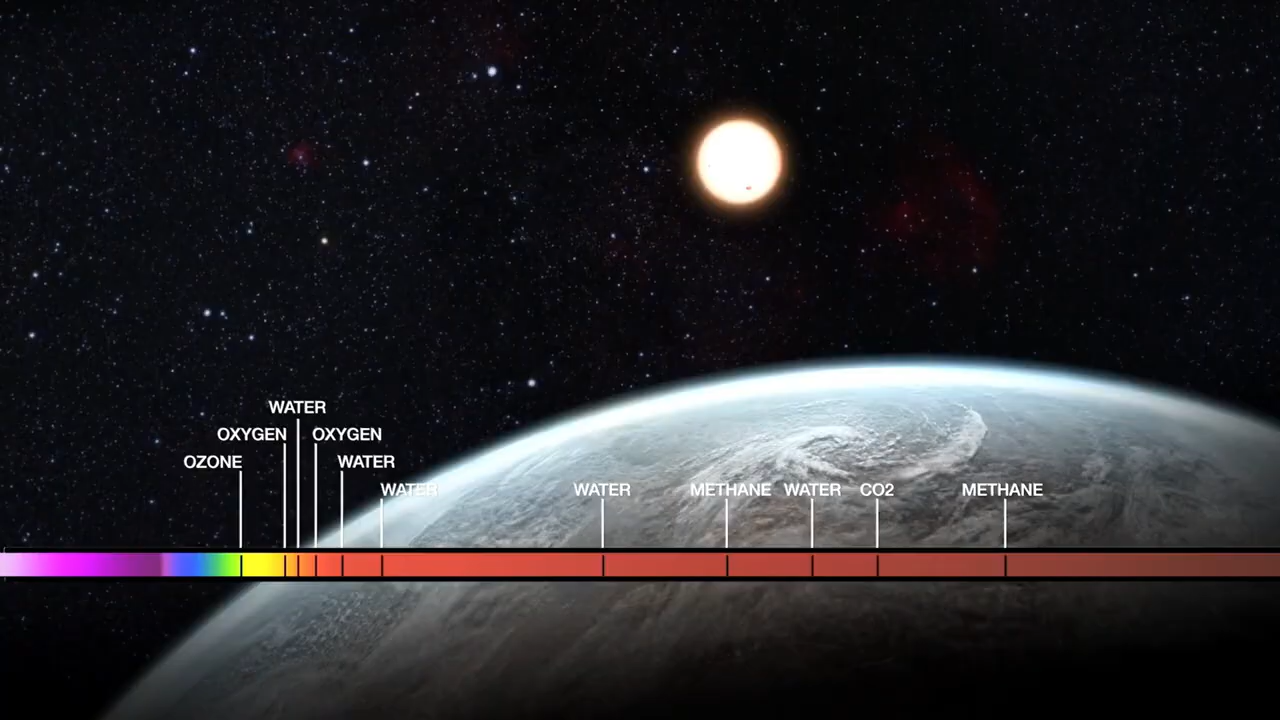 WATER
OXYGEN OXYGEN
OZONE WATER
WATER WATER METHANE WATER CO2 METHANE